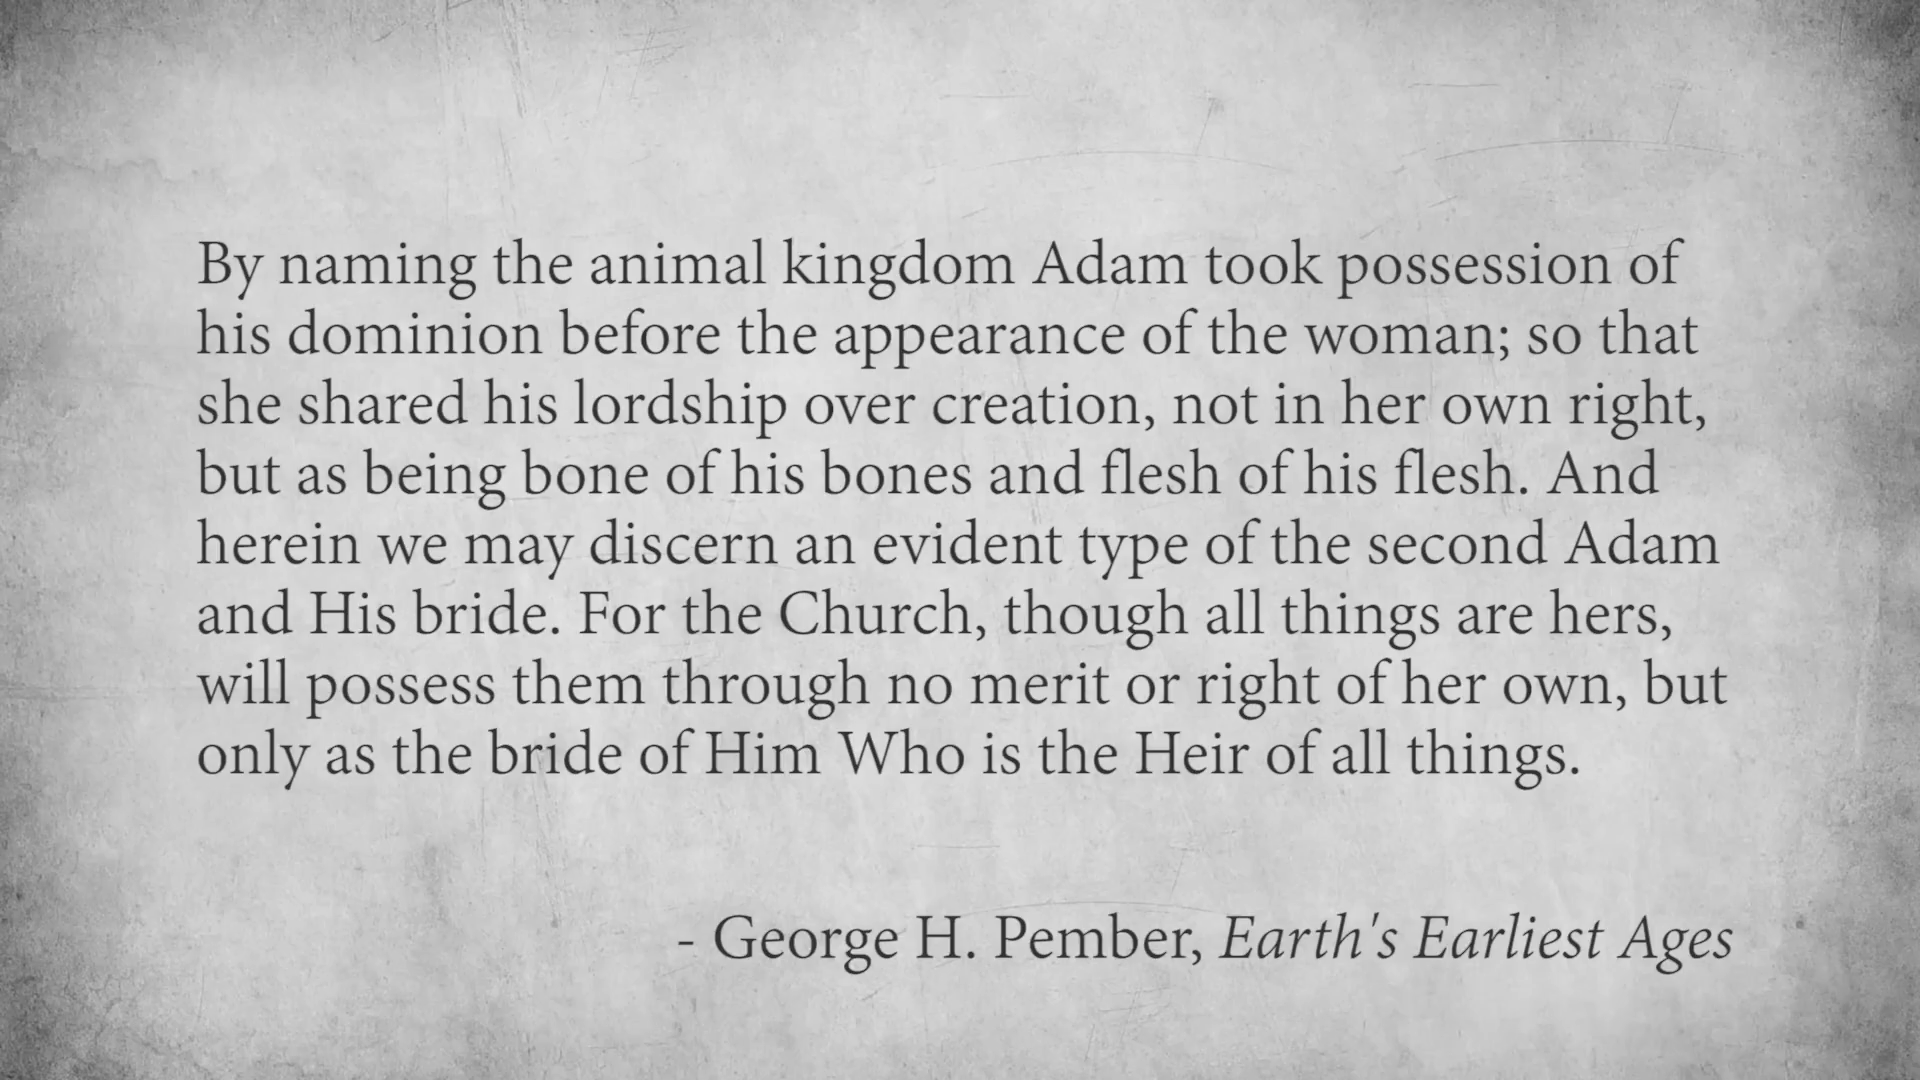 By naming the animal kingdom Adam took possession of
his dominion before the appearance of the woman; so that
she shared his lordship over creation, not in her own right,
but as being bone of his bones and flesh of his flesh. And
herein we may discern an evident type of the second Adam
and His bride. For the Church, though all things are hers,
will possess them through no merit or right of her own, but
only as the bride of Him Who is the Heir of all things.
- George H. Pember, Earth's Earliest Ages